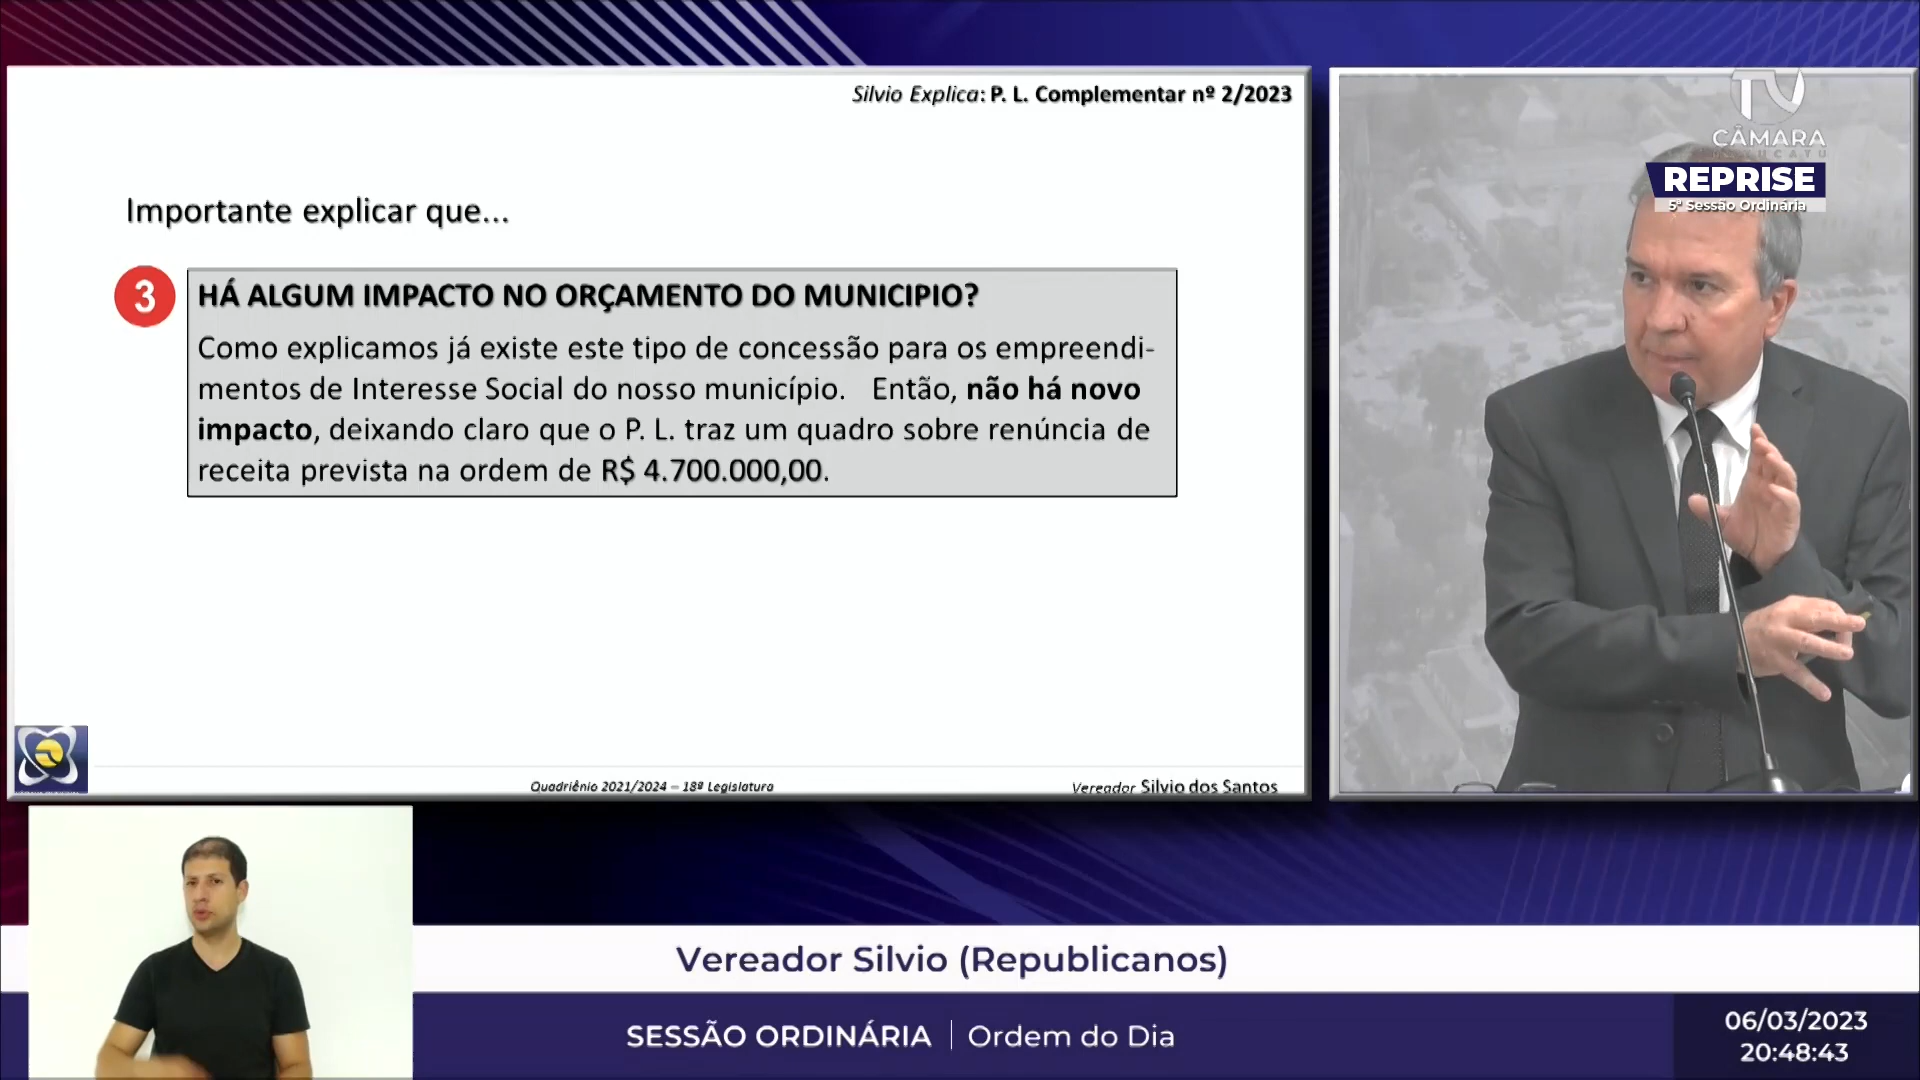 Silvio Explica: P. L. Complementar nº 2/2023
TV
CÂMARA
REPRISE
5ª Sessão Ordinária
Importante explicar que...
3
HÁ ALGUM IMPACTO NO ORÇAMENTO DO MUNICIPIO?
Como explicamos já existe este tipo de concessão para os empreendi-
mentos de Interesse Social do nosso município. Então, não há novo
impacto, deixando claro que o P. L. traz um quadro sobre renúncia de
receita prevista na ordem de R$ 4.700.000,00.
Quadriênio 2021/2024 – 18ª Legislatura
Vereador Silvio dos Santos
Vereador Silvio (Republicanos)
SESSÃO ORDINÁRIA | Ordem do Dia
06/03/2023
20:48:43